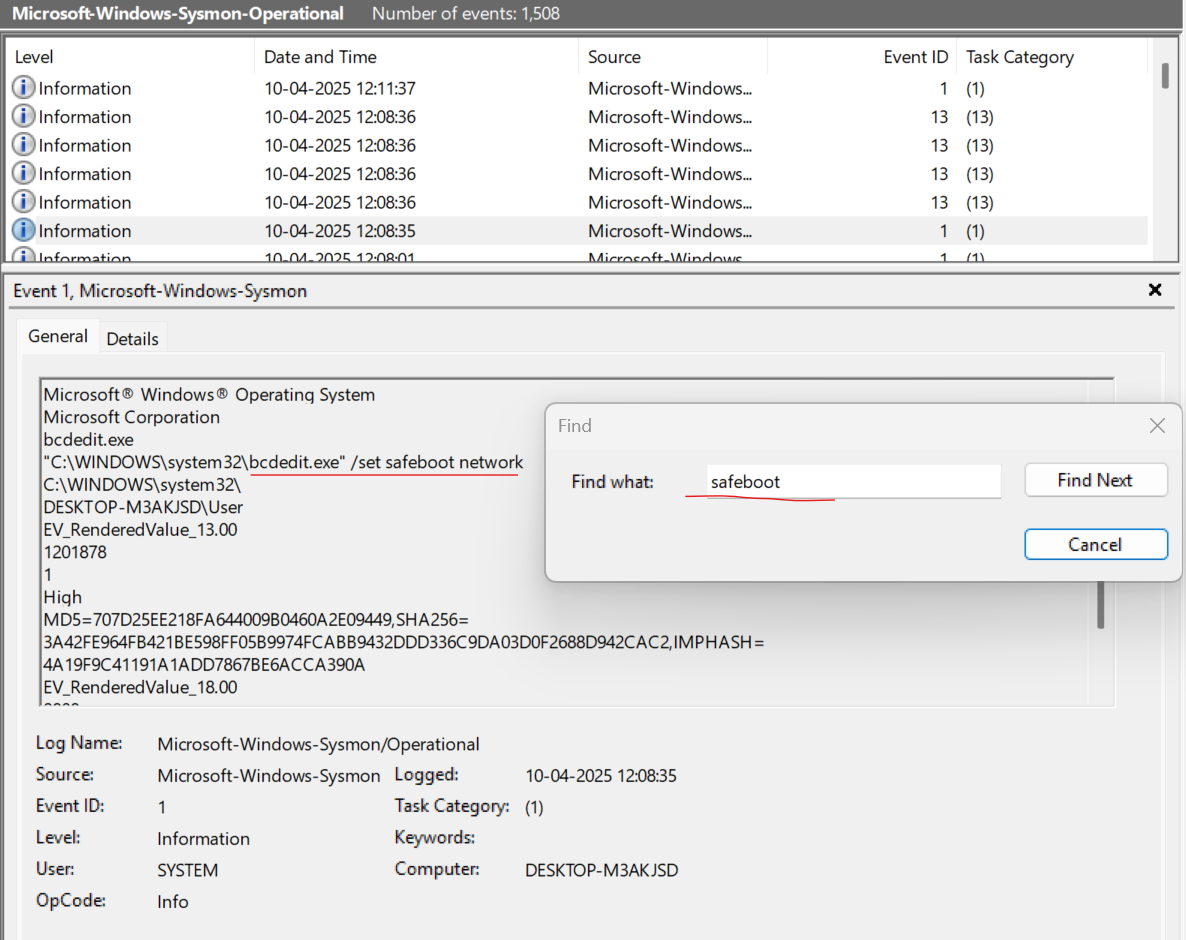 Microsoft-Windows-Sysmon-Operational Number of events: 1,508
Level Date and Time Source Event ID Task Category
Information 10-04-2025 12:11:37 Microsoft-Windows... 1 (1)
Information 10-04-2025 12:08:36 Microsoft-Windows... 13 (13)
Information 10-04-2025 12:08:36 Microsoft-Windows... 13 (13)
Information 10-04-2025 12:08:36 Microsoft-Windows... 13 (13)
Information 10-04-2025 12:08:36 Microsoft-Windows... 13 (13)
Information 10-04-2025 12:08:35 Microsoft-Windows... 1 (1)
Information 10-04-2025 12:08:01 Microsoft-Windows... 1 (1)
Event 1, Microsoft-Windows-Sysmon
General Details
Microsoft® Windows® Operating System
Microsoft Corporation
bcdedit.exe
"C:\WINDOWS\system32\bcdedit.exe" /set safeboot network
C:\WINDOWS\system32\
DESKTOP-M3AKJSD\User
EV_RenderedValue_13.00
1201878
1
High
MD5=707D25EE218FA644009B0460A2E09449,SHA256=
3A42FE964FB421BE598FF05B9974FCABB9432DDD336C9DA03D0F2688D942CAC2,IMPHASH=
4A19F9C41191A1ADD7867BE6ACCA390A
EV_RenderedValue_18.00
Find
Find what: safeboot Find Next
Cancel
Log Name: Microsoft-Windows-Sysmon/Operational
Source: Microsoft-Windows-Sysmon Logged: 10-04-2025 12:08:35
Event ID: 1 Task Category: (1)
Level: Information Keywords:
User: SYSTEM Computer: DESKTOP-M3AKJSD
OpCode: Info